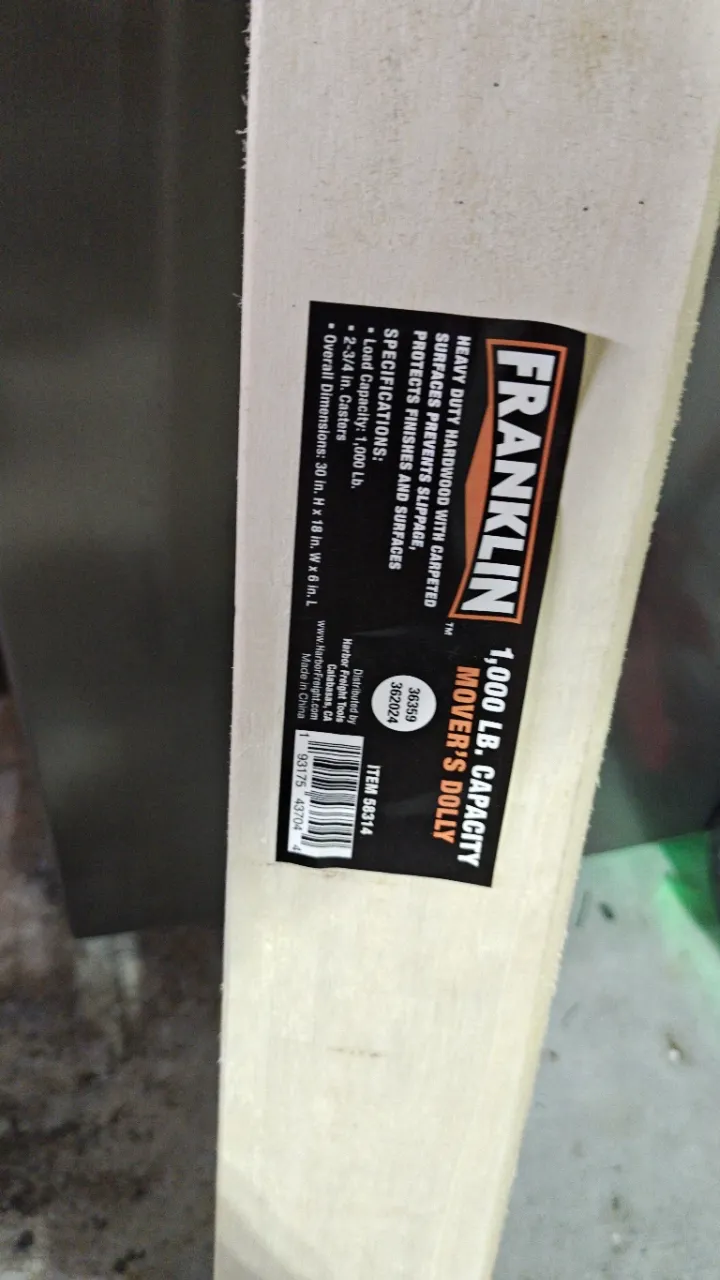 FRANKLIN™
1,000 LB. CAPACITY
MOVER'S DOLLY
HEAVY DUTY HARDWOOD WITH CARPETED
SURFACES PREVENTS SLIPPAGE,
PROTECTS FINISHES AND SURFACES
SPECIFICATIONS:
• Load Capacity: 1,000 Lb.
• 2-3/4 in. Casters
• Overall Dimensions: 30 in. H x 18 in. W x 6 in. L
36359
362024
Distributed by
Harbor Freight Tools
Calabasas, CA
www.HarborFreight.com
Made in China
ITEM 58314
1 93175 43704 4